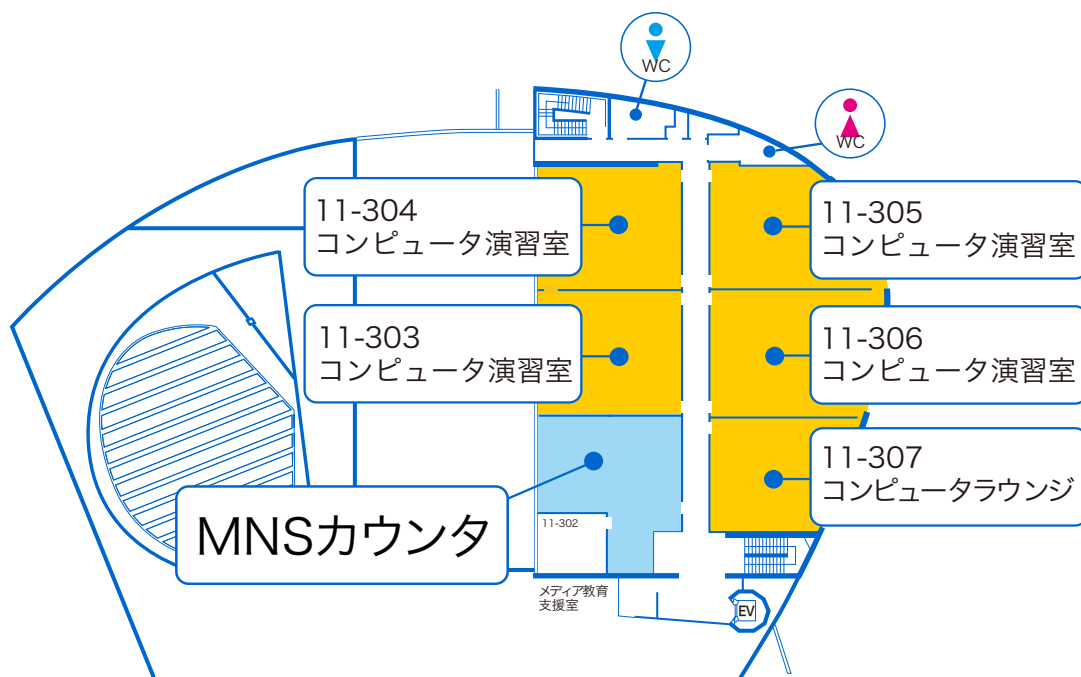 WC
WC
11-304
コンピュータ演習室
11-305
コンピュータ演習室
11-303
コンピュータ演習室
11-306
コンピュータ演習室
11-307
コンピュータラウンジ
MNSカウンタ
11-302
メディア教育
支援室
EV